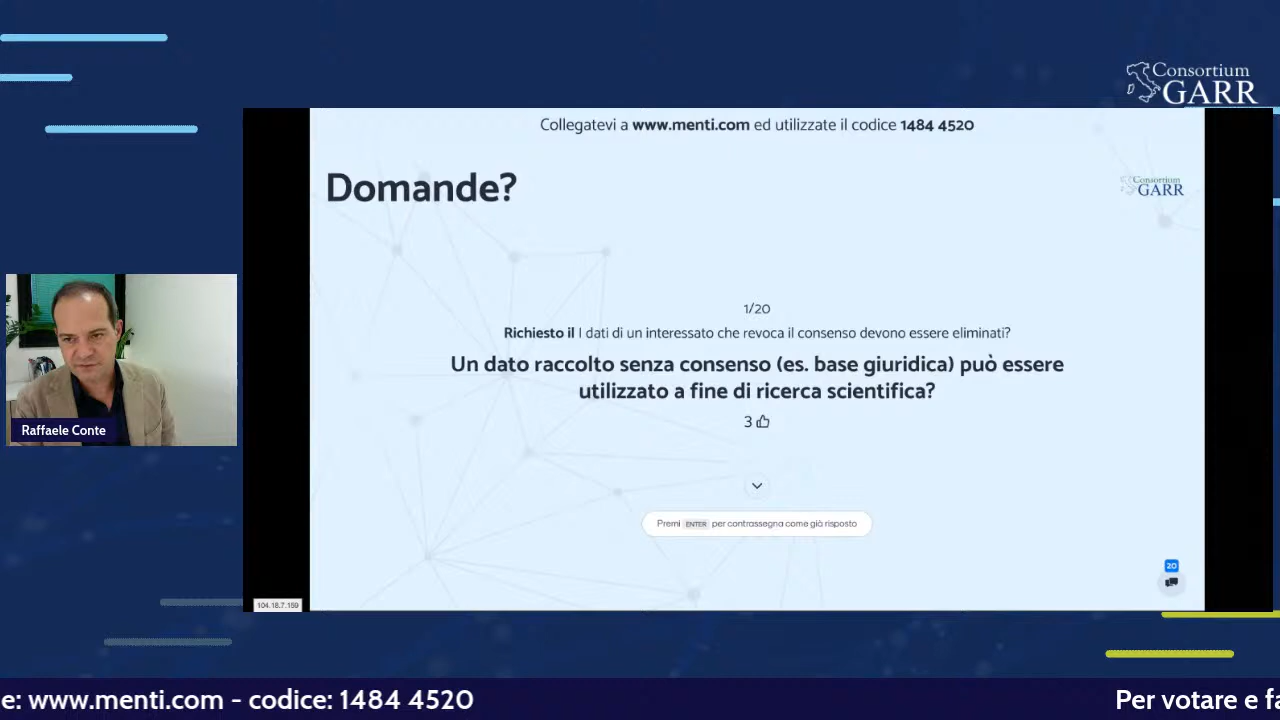 Consortium
GARR
Collegatevi a www.menti.com ed utilizzate il codice 1484 4520
Domande?
Consortium
GARR
1/20
Richiesto il I dati di un interessato che revoca il consenso devono essere eliminati?
Un dato raccolto senza consenso (es. base giuridica) può essere
utilizzato a fine di ricerca scientifica?
3
Premi ENTER per contrassegna come già risposto
Raffaele Conte
20
104.18.7.159
e: www.menti.com - codice: 1484 4520
Per votare e fa